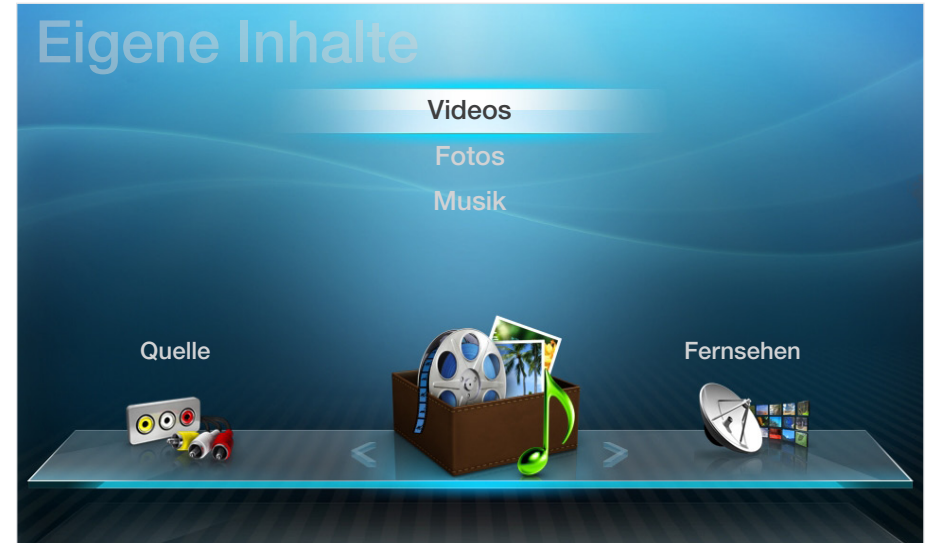 Eigene Inhalte
Videos
Fotos
Musik
Quelle
Fernsehen